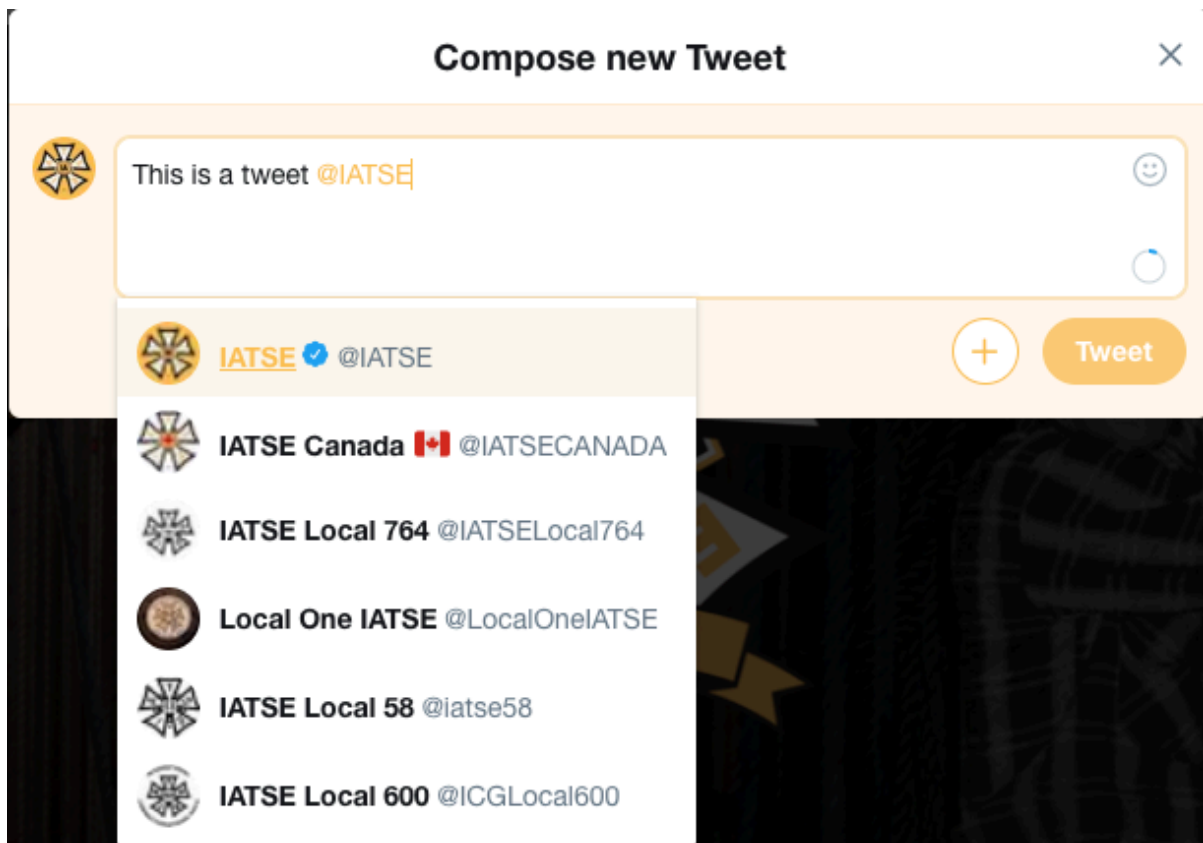 Compose new Tweet
This is a tweet @IATSE
IATSE @IATSE
Tweet
IATSE Canada 🇨🇦 @IATSECANADA
IATSE Local 764 @IATSELocal764
Local One IATSE @LocalOneIATSE
IATSE Local 58 @iatse58
IATSE Local 600 @ICGLocal600